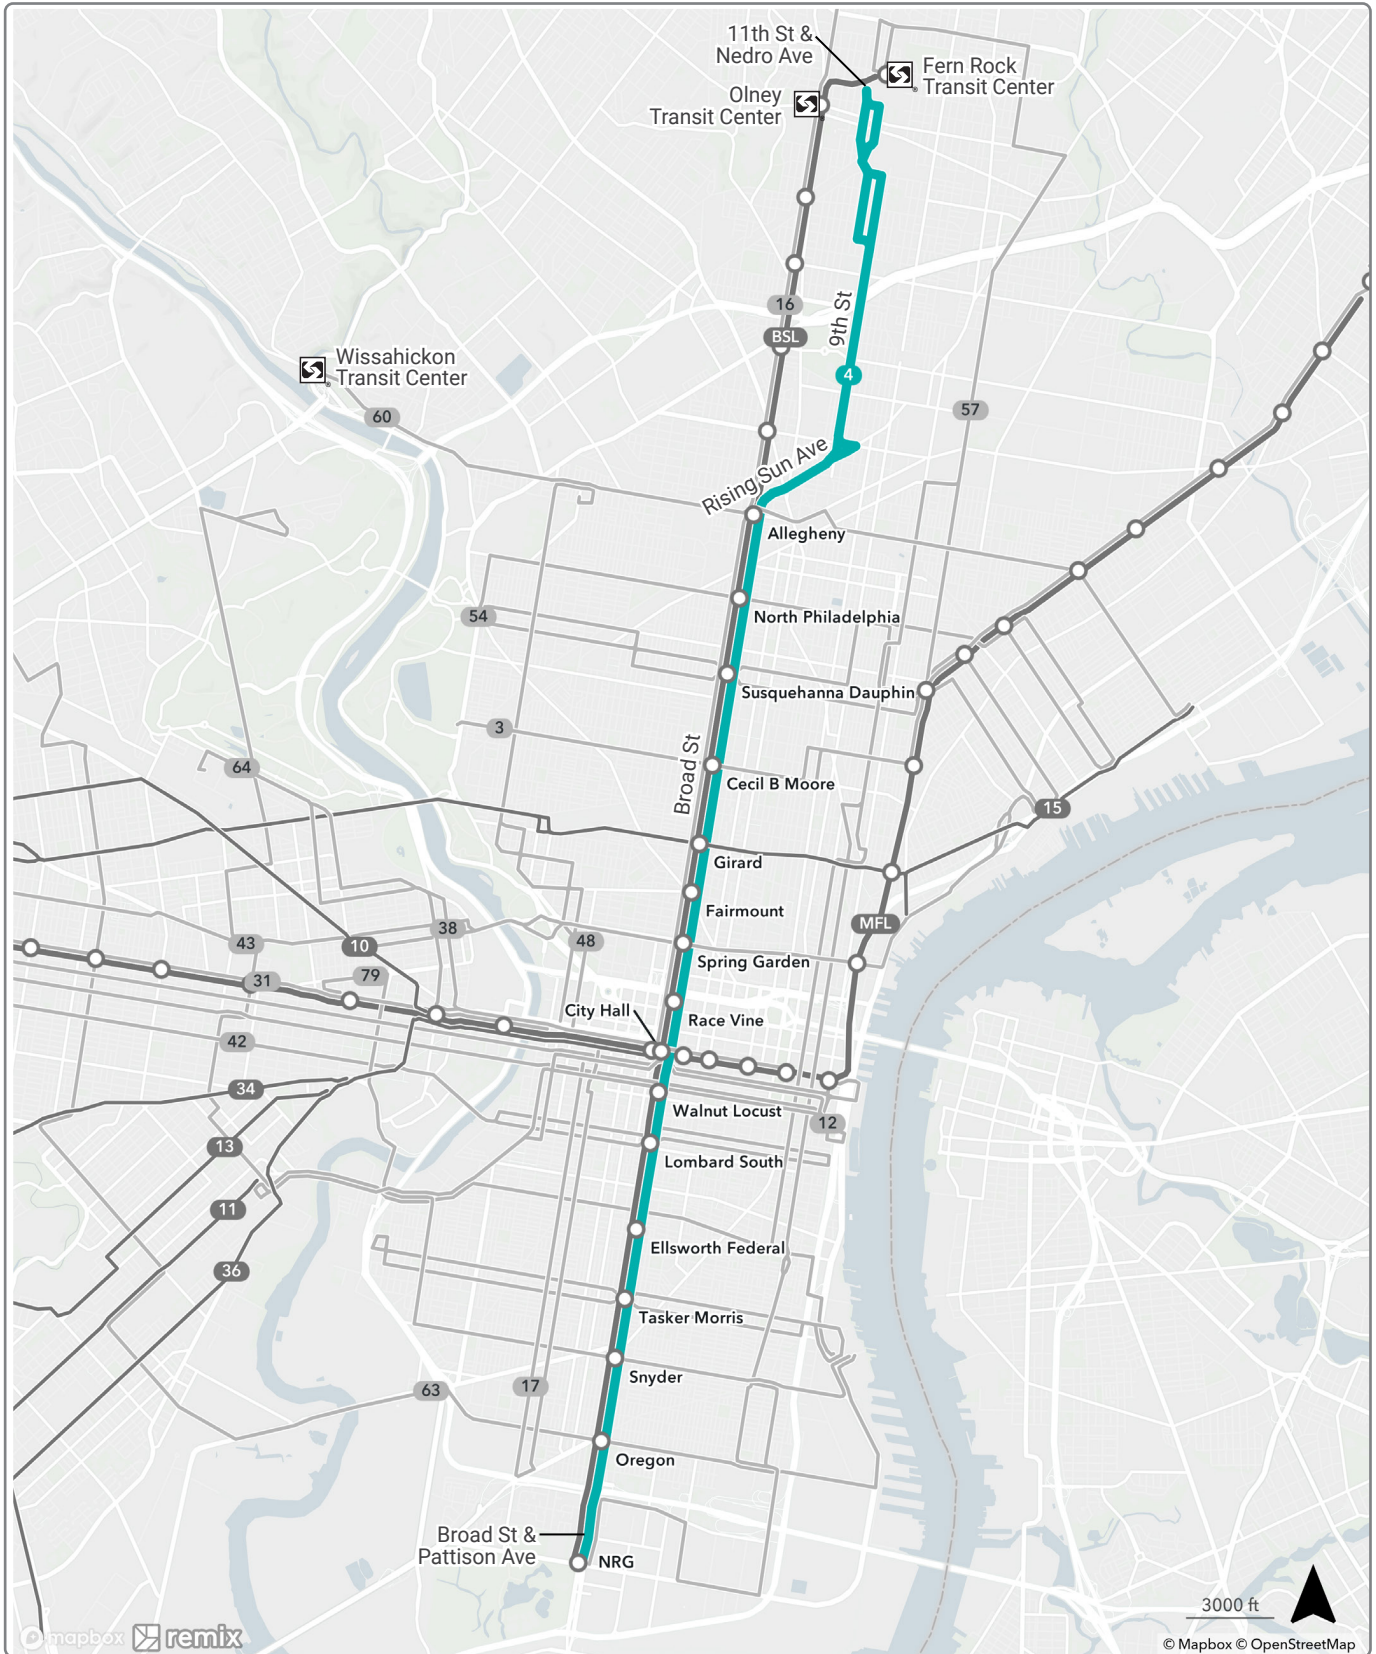 11th St &
Nedro Ave
Fern Rock
Transit Center
Olney
Transit Center
16
9th St
BSL
Wissahickon
Transit Center
4
60
57
Rising Sun Ave
Allegheny
54
North Philadelphia
Susquehanna Dauphin
3
Broad St
64
Cecil B Moore
15
Girard
Fairmount
MFL
38
43
10
48
Spring Garden
79
31
City Hall
Race Vine
42
34
Walnut Locust
12
13
Lombard South
11
Ellsworth Federal
36
Tasker Morris
Snyder
63
17
Oregon
Broad St &
Pattison Ave
NRG
3000 ft
mapbox
remix
© Mapbox © OpenStreetMap